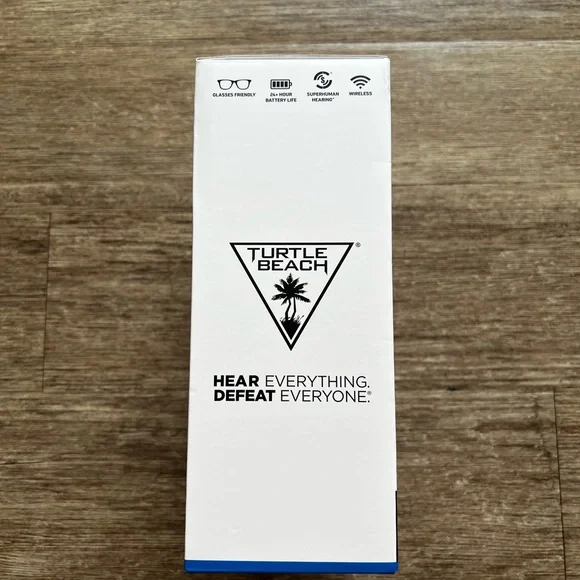 GLASSES FRIENDLY
24+ HOUR
BATTERY LIFE
SUPERHUMAN
HEARING®
WIRELESS
TURTLE
BEACH®
HEAR EVERYTHING.
DEFEAT EVERYONE.®